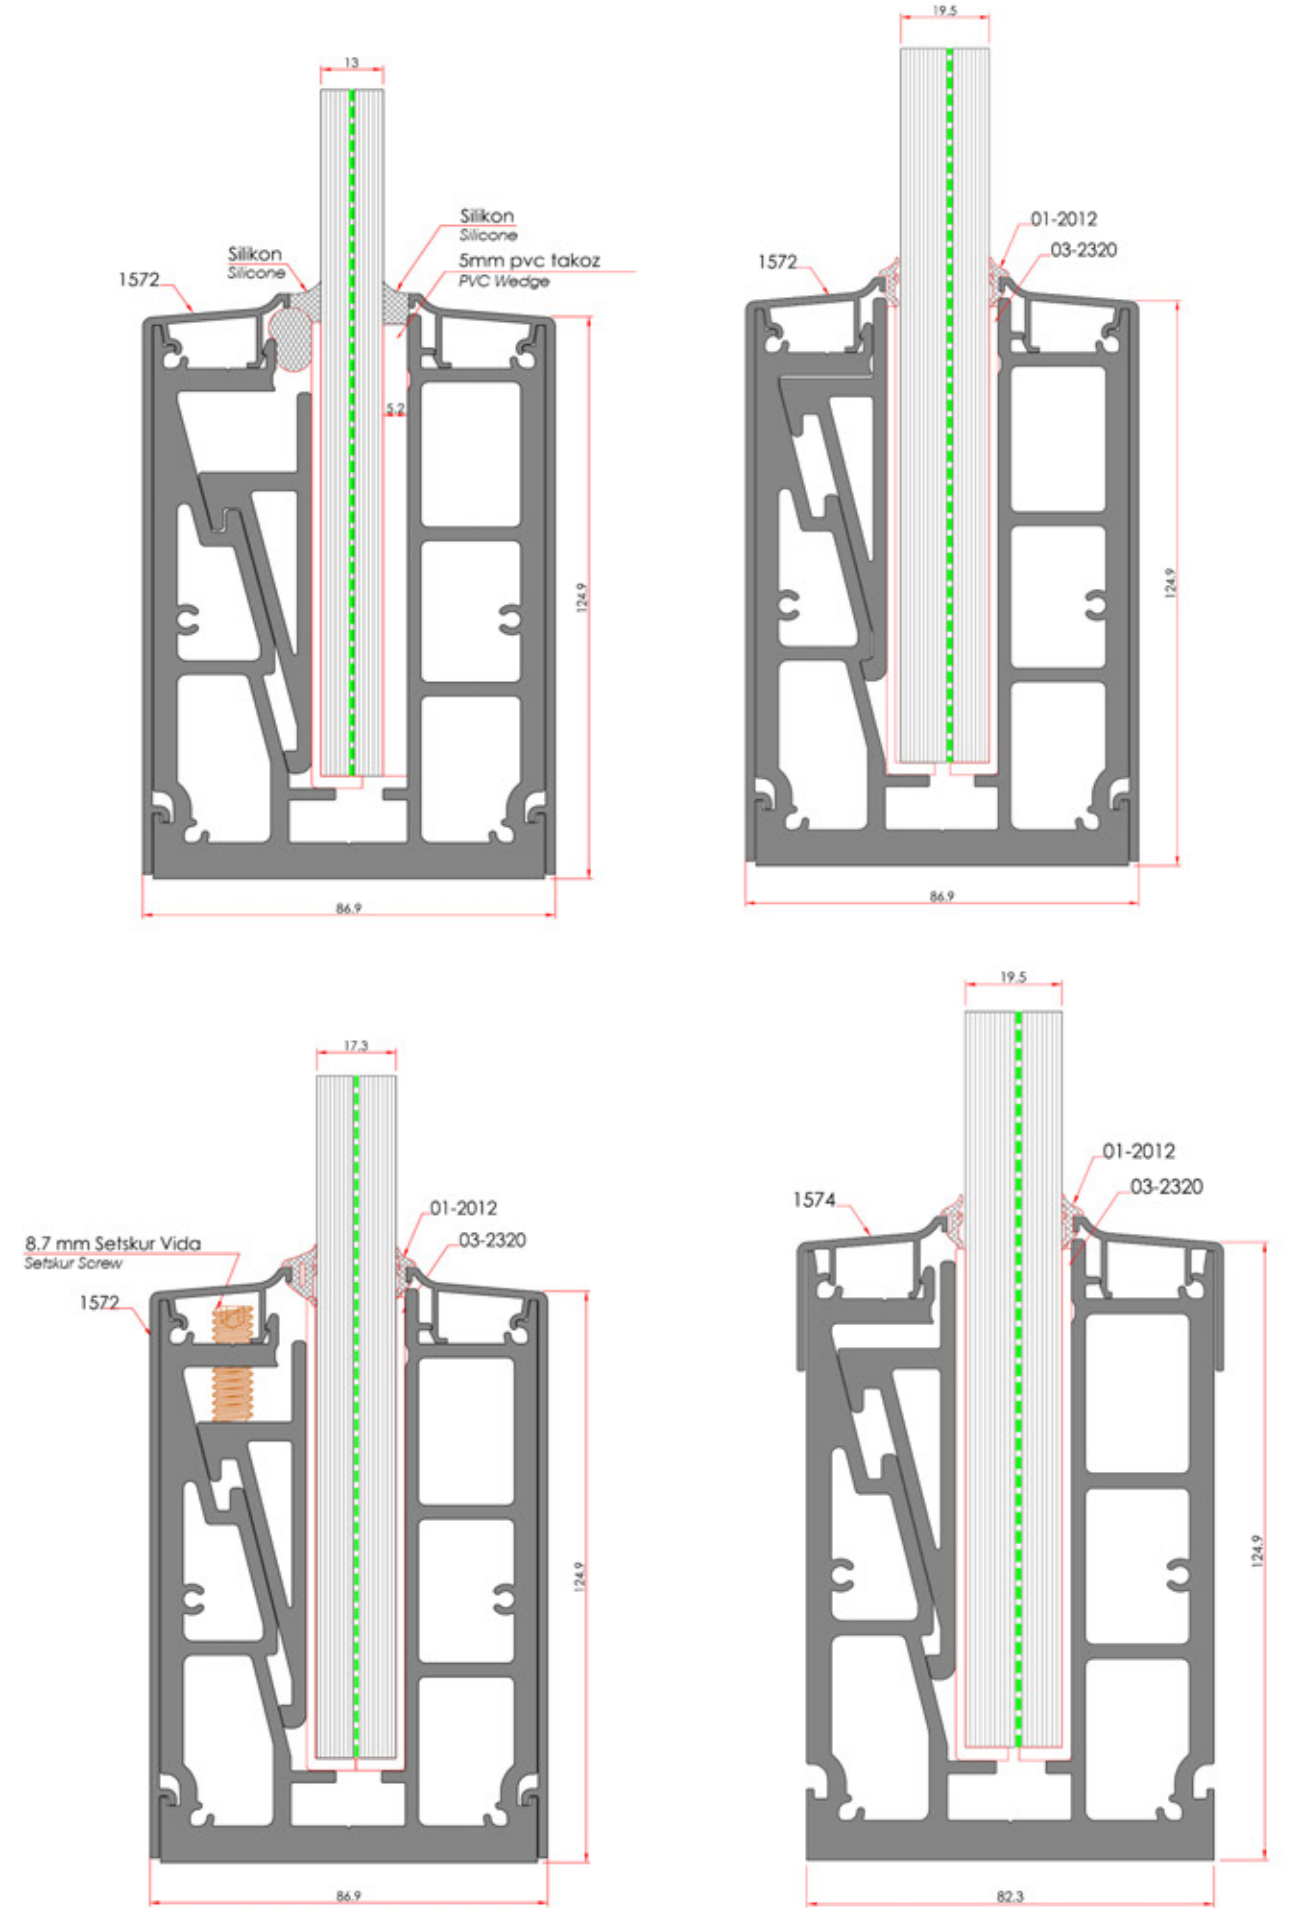 13
Silikon
Silicone
Silikon
Silicone
5mm pvc takoz
PVC Wedge
1572
5.2
124.9
86.9
19.5
01-2012
03-2320
1572
124.9
86.9
17.3
01-2012
03-2320
8.7 mm Setskur Vida
Setskur Screw
1572
124.9
86.9
19.5
01-2012
03-2320
1574
124.9
82.3